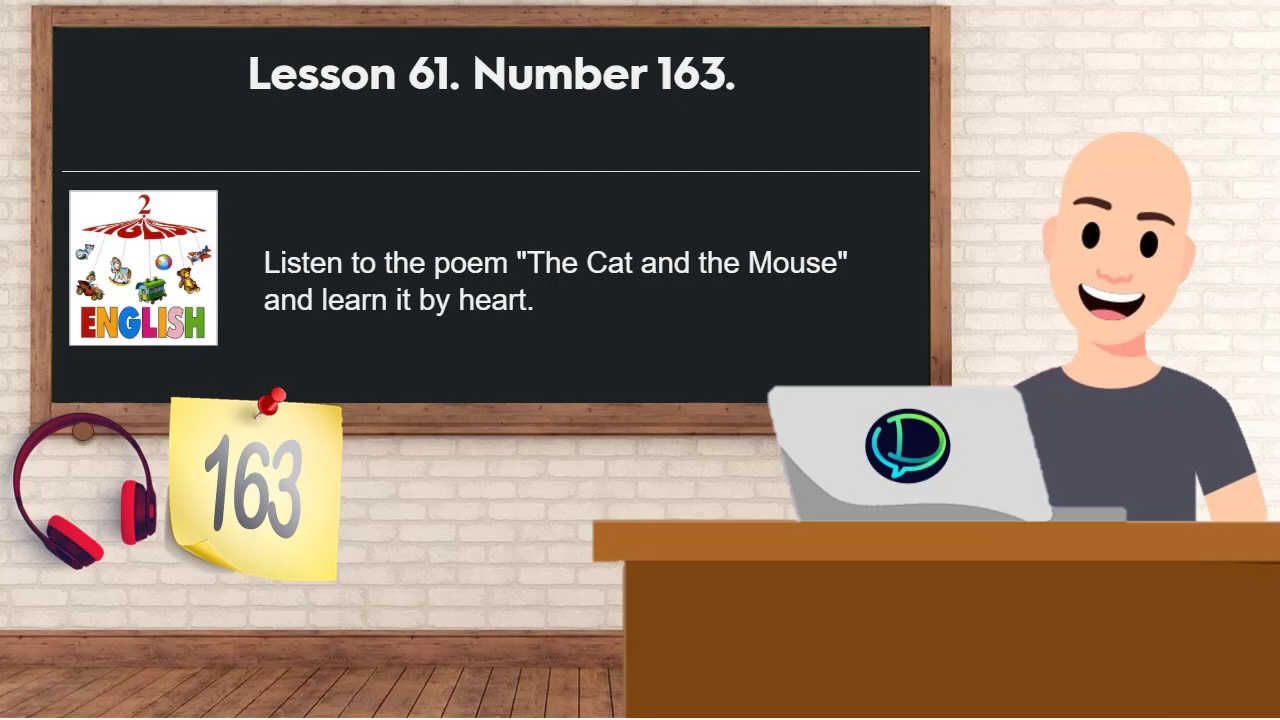 Lesson 61. Number 163.
2
ENGLISH
ENGLISH
Listen to the poem "The Cat and the Mouse"
and learn it by heart.
163
D